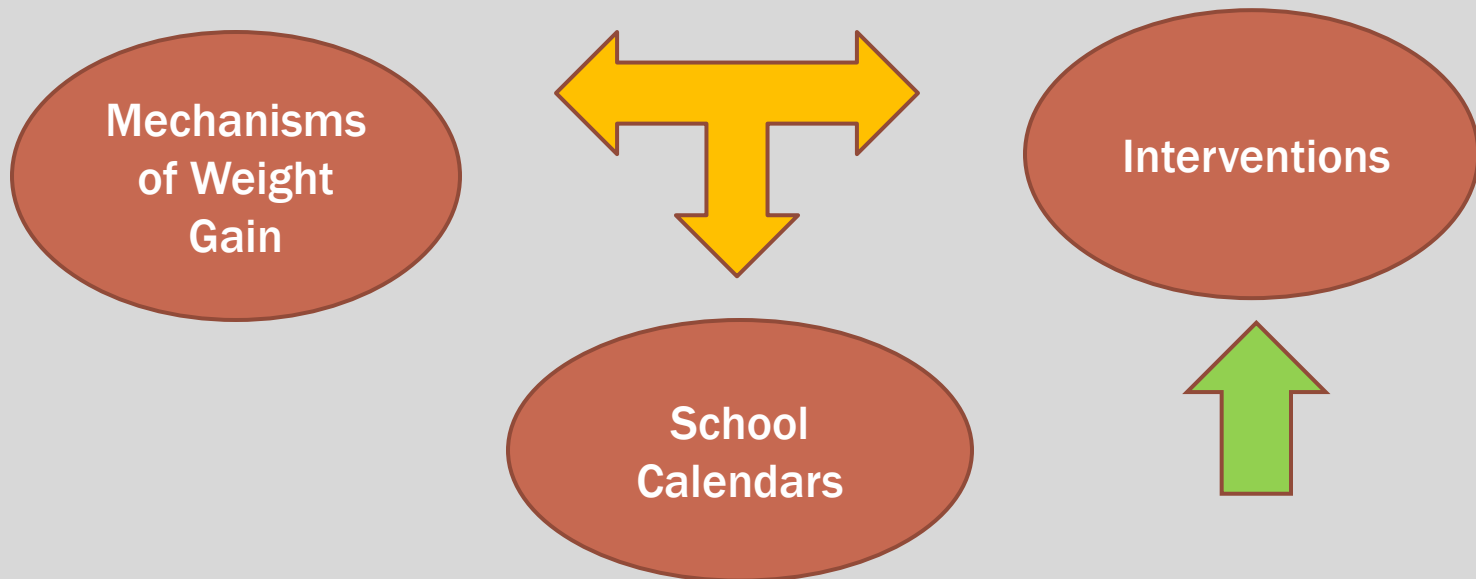 Mechanisms
of Weight
Gain
Interventions
School
Calendars